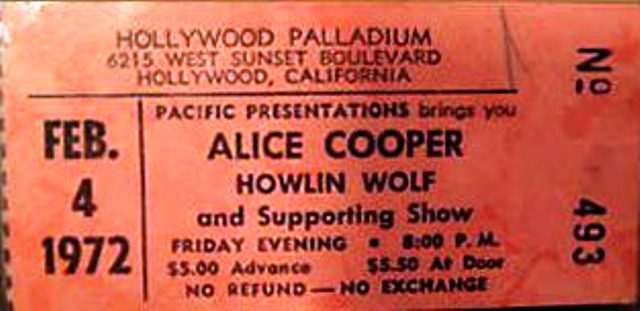 HOLLYWOOD PALLADIUM
6215 WEST SUNSET BOULEVARD
HOLLYWOOD, CALIFORNIA
FEB.
4
1972
PACIFIC PRESENTATIONS brings you
ALICE COOPER
HOWLIN WOLF
and Supporting Show
FRIDAY EVENING • 8:00 P.M.
$5.00 Advance $5.50 At Door
NO REFUND—NO EXCHANGE
No 493